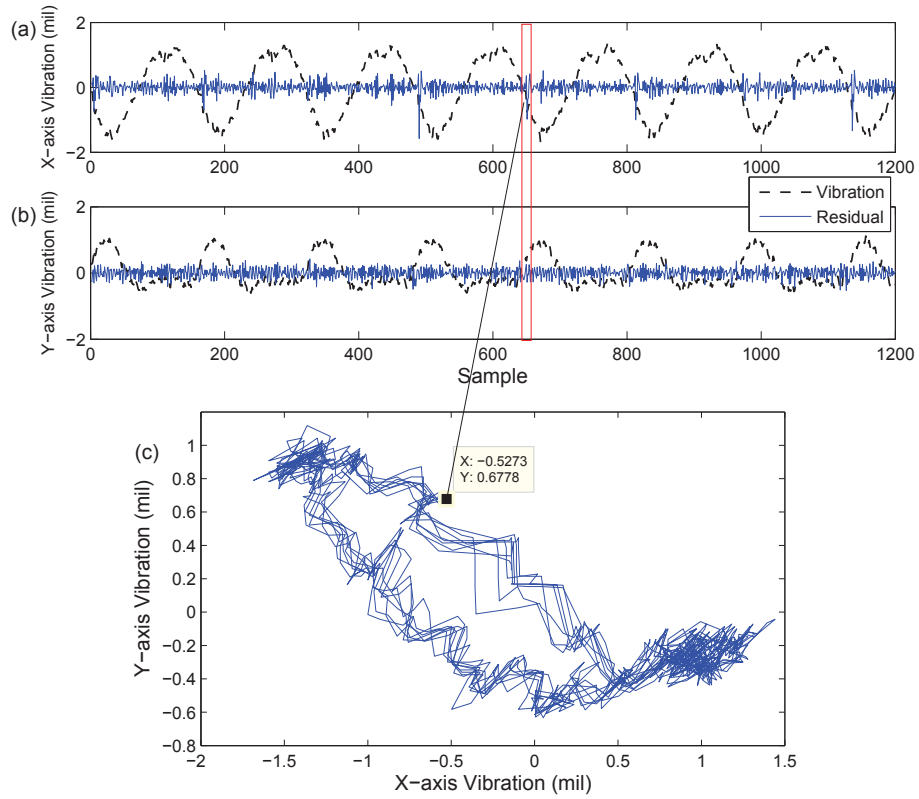 (a)
X-axis Vibration (mil)
2
0
−2
0 200 400 600 800 1000 1200
(b)
Y-axis Vibration (mil)
2
0
−2
0 200 400 600 800 1000 1200
Sample
Vibration
Residual
(c)
Y−axis Vibration (mil)
1
0.8
0.6
0.4
0.2
0
−0.2
−0.4
−0.6
−0.8
X: −0.5273
Y: 0.6778
−2 −1.5 −1 −0.5 0 0.5 1 1.5
X−axis Vibration (mil)